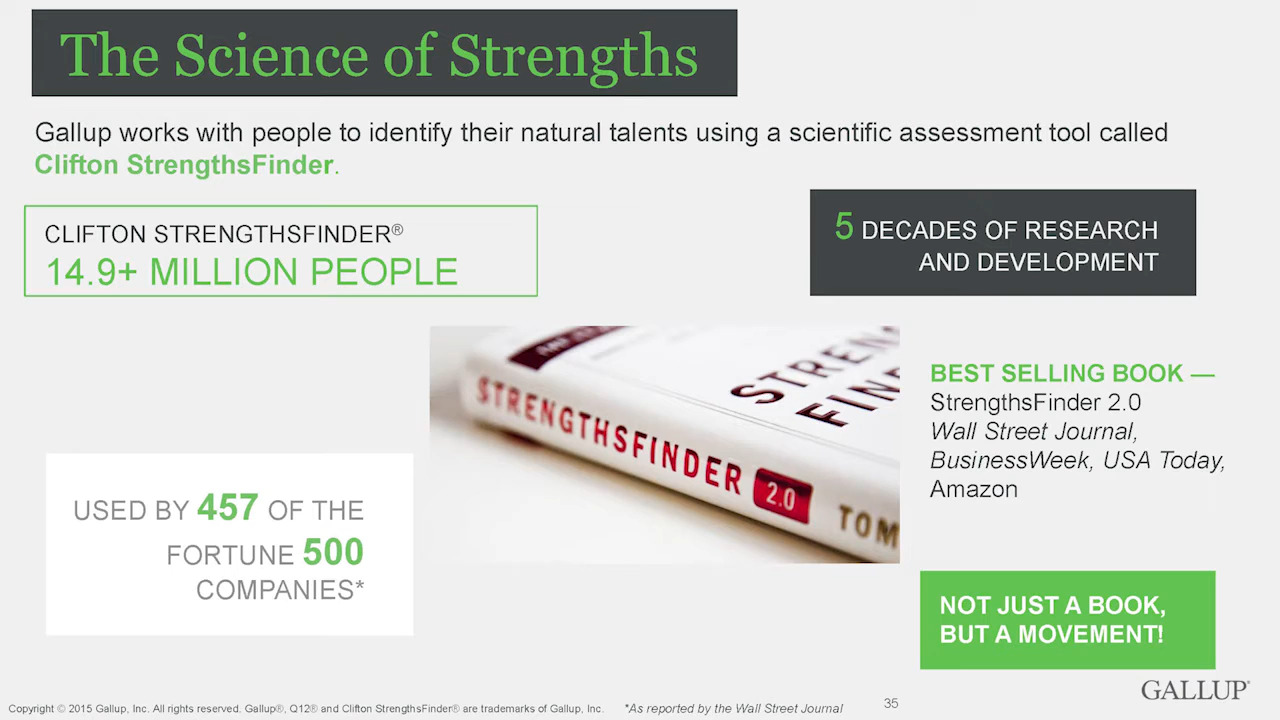 The Science of Strengths
Gallup works with people to identify their natural talents using a scientific assessment tool called
Clifton StrengthsFinder.
CLIFTON STRENGTHSFINDER®
14.9+ MILLION PEOPLE
5 DECADES OF RESEARCH
AND DEVELOPMENT
STRENGTHSFINDER 2.0 TOM
STREN
FIN
BEST SELLING BOOK —
StrengthsFinder 2.0
Wall Street Journal,
BusinessWeek, USA Today,
Amazon
USED BY 457 OF THE
FORTUNE 500
COMPANIES*
NOT JUST A BOOK,
BUT A MOVEMENT!
GALLUP®
Copyright © 2015 Gallup, Inc. All rights reserved. Gallup®, Q12® and Clifton StrengthsFinder® are trademarks of Gallup, Inc. *As reported by the Wall Street Journal 35